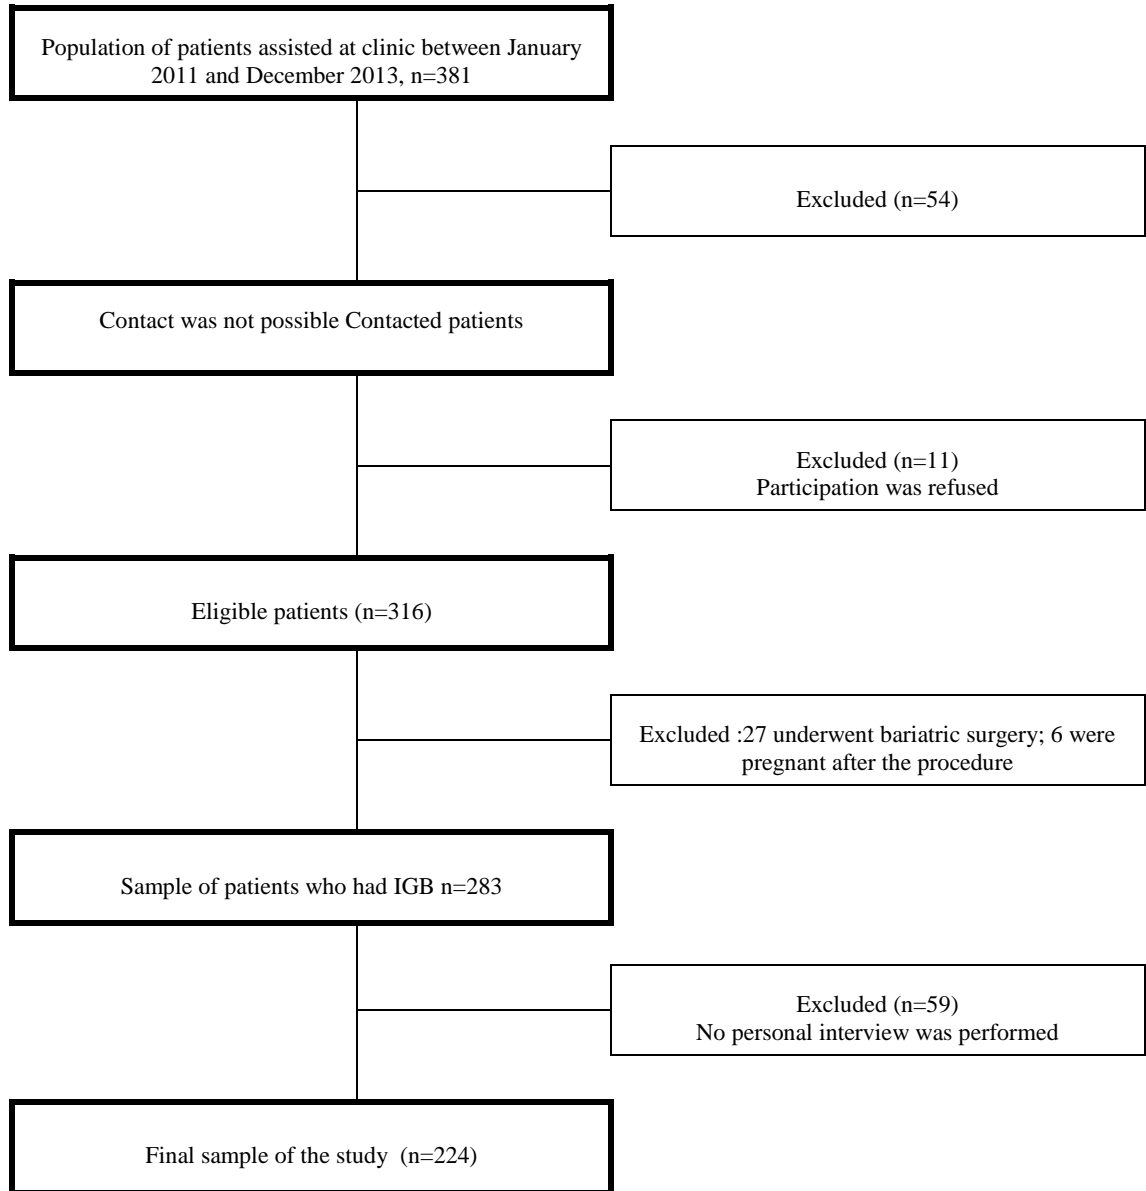 Population of patients assisted at clinic between January
2011 and December 2013, n=381
Excluded (n=54)
Contact was not possible Contacted patients
Excluded (n=11)
Participation was refused
Eligible patients (n=316)
Excluded :27 underwent bariatric surgery; 6 were
pregnant after the procedure
Sample of patients who had IGB n=283
Excluded (n=59)
No personal interview was performed
Final sample of the study  (n=224)